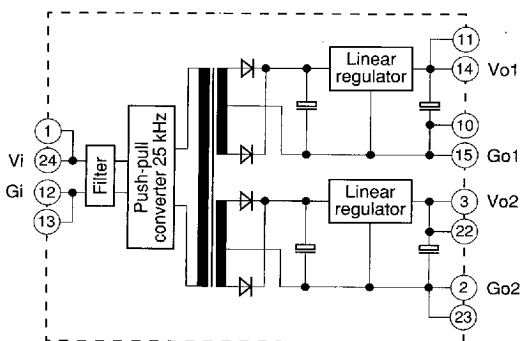 11
Linear
regulator
14 Vo1
1
10
Vi 24
Filter
Push-pull
converter 25 kHz
15 Go1
Gi 12
Linear
regulator
3 Vo2
13
22
2 Go2
23